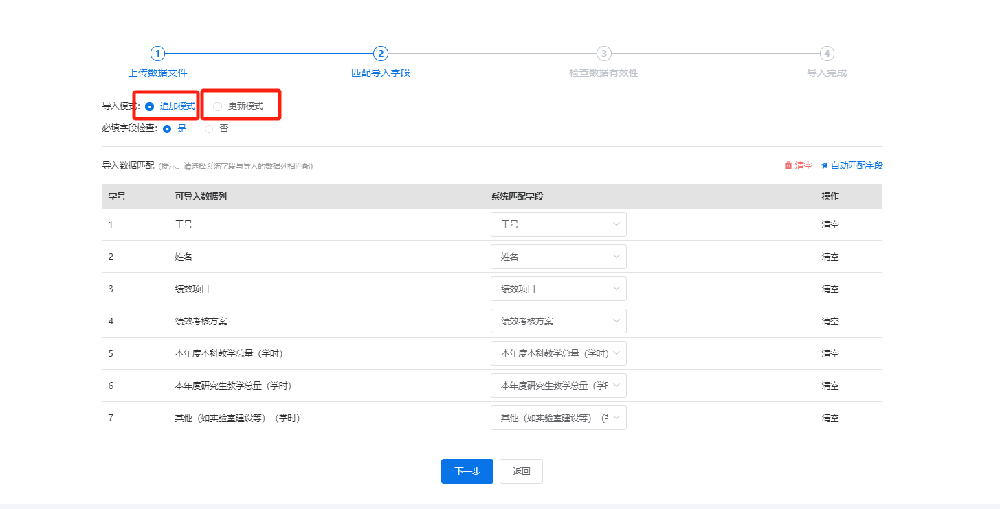 1 2 3 4
上传数据文件 匹配导入字段 检查数据有效性 导入完成
导入模式: 追加模式 更新模式
必填字段检查: 是 否
导入数据匹配 (提示: 请选择系统字段与导入的数据列相匹配) 清空 自动匹配字段
字号 可导入数据列 系统匹配字段 操作
1 工号 工号 清空
2 姓名 姓名 清空
3 绩效项目 绩效项目 清空
4 绩效考核方案 绩效考核方案 清空
5 本年度本科教学总量（学时） 本年度本科教学总量（学时） 清空
6 本年度研究生教学总量（学时） 本年度研究生教学总量（学 清空
7 其他（如实验室建设等）（学时） 其他（如实验室建设等）（ 清空
下一步 返回